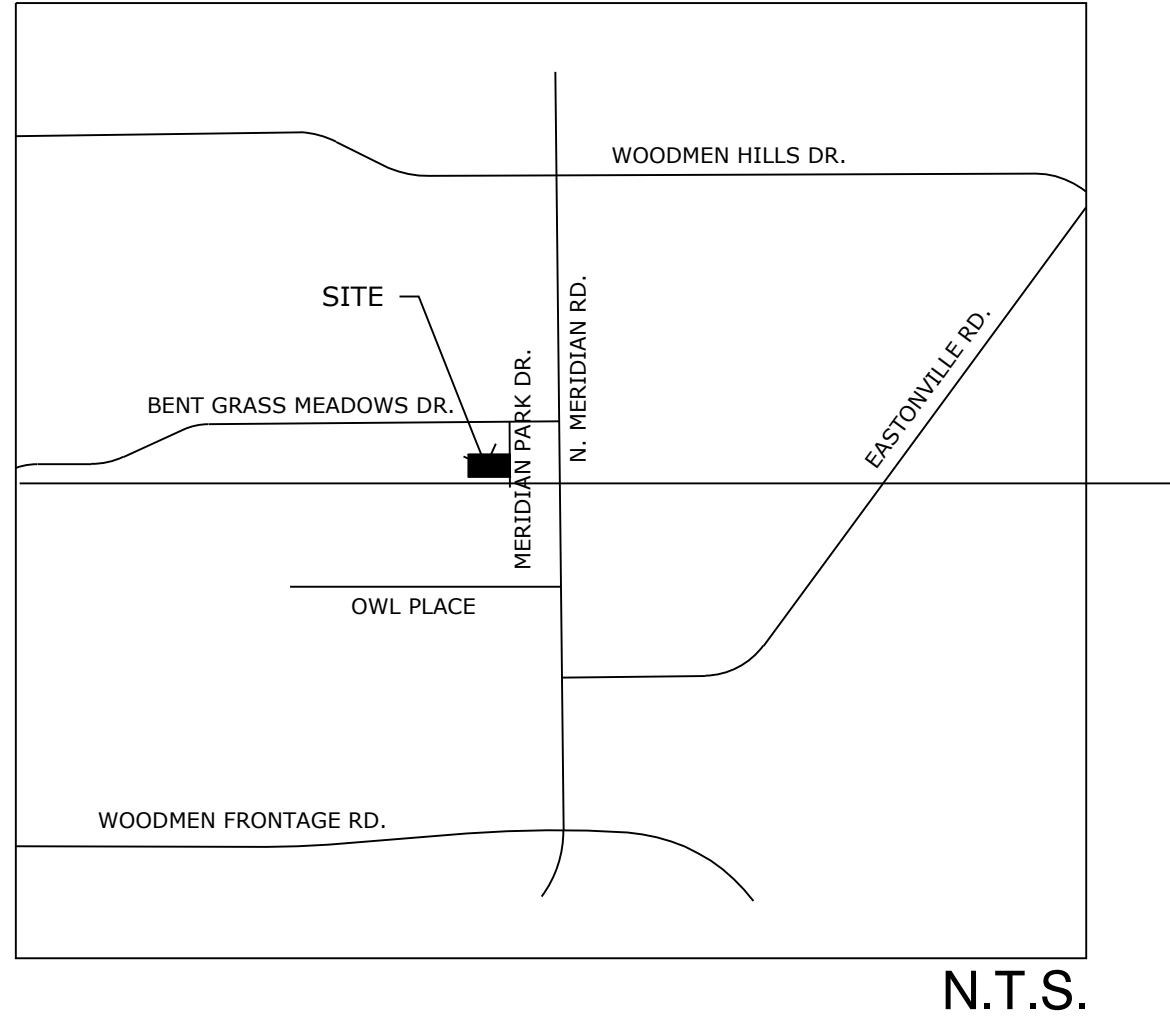 WOODMEN HILLS DR.
SITE
N. MERIDIAN RD.
EASTONVILLE RD.
MERIDIAN PARK DR.
BENT GRASS MEADOWS DR.
OWL PLACE
WOODMEN FRONTAGE RD.
N.T.S.